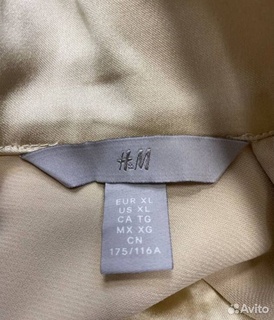 H&M
EUR XL
US XL
CA TG
MX XG
CN
175/116A
Avito